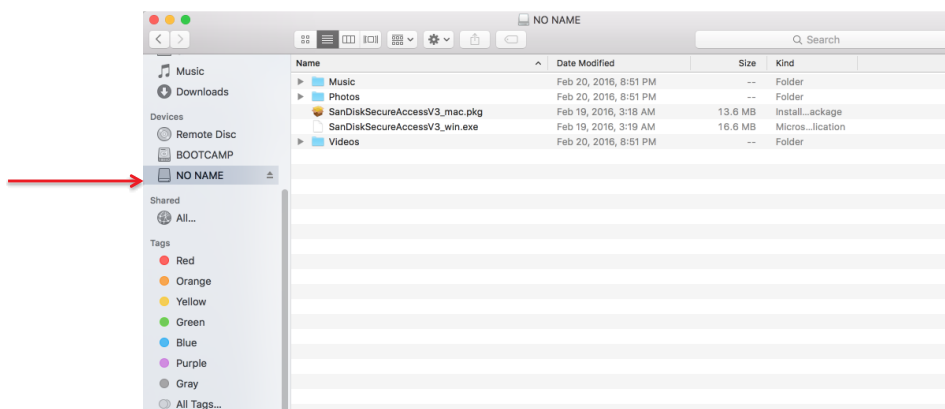 NO NAME
Search
Music
Downloads
Devices
Remote Disc
BOOTCAMP
NO NAME
Shared
All...
Tags
Red
Orange
Yellow
Green
Blue
Purple
Gray
All Tags...
Name Date Modified Size Kind
Music Feb 20, 2016, 8:51 PM -- Folder
Photos Feb 20, 2016, 8:51 PM -- Folder
SanDiskSecureAccessV3_mac.pkg Feb 19, 2016, 3:18 AM 13.6 MB Install...ackage
SanDiskSecureAccessV3_win.exe Feb 19, 2016, 3:19 AM 16.6 MB Micros...lication
Videos Feb 20, 2016, 8:51 PM -- Folder